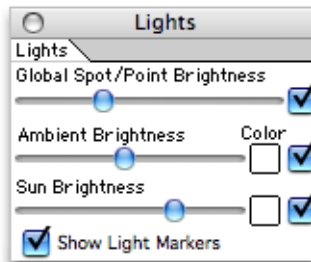 Lights
Lights
Global Spot/Point Brightness
Ambient Brightness Color
Sun Brightness
Show Light Markers